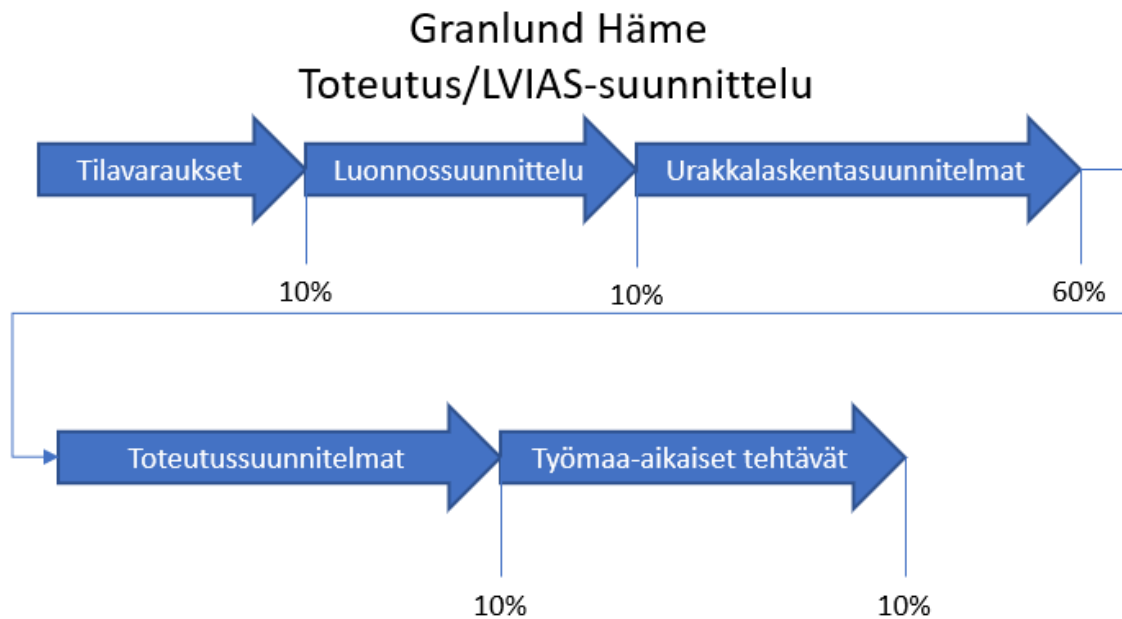 Granlund Häme
Toteutus/LVIAS-suunnittelu
Tilavaraukset
Luonnossuunnittelu
Urakkalaskentasuunnitelmat
10%
10%
60%
Toteutussuunnitelmat
Työmaa-aikaiset tehtävät
10%
10%